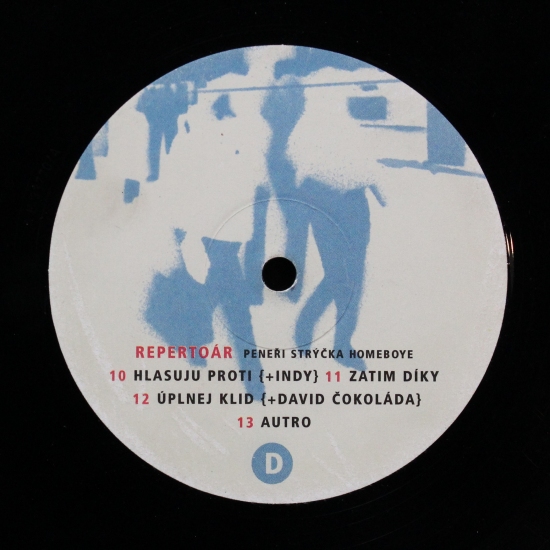 REPERTOÁR PENEŘI STRÝČKA HOMEBOYE
10 HLASUJU PROTI {+INDY} 11 ZATIM DÍKY
12 ÚPLNEJ KLID {+DAVID ČOKOLÁDA}
13 AUTRO
D